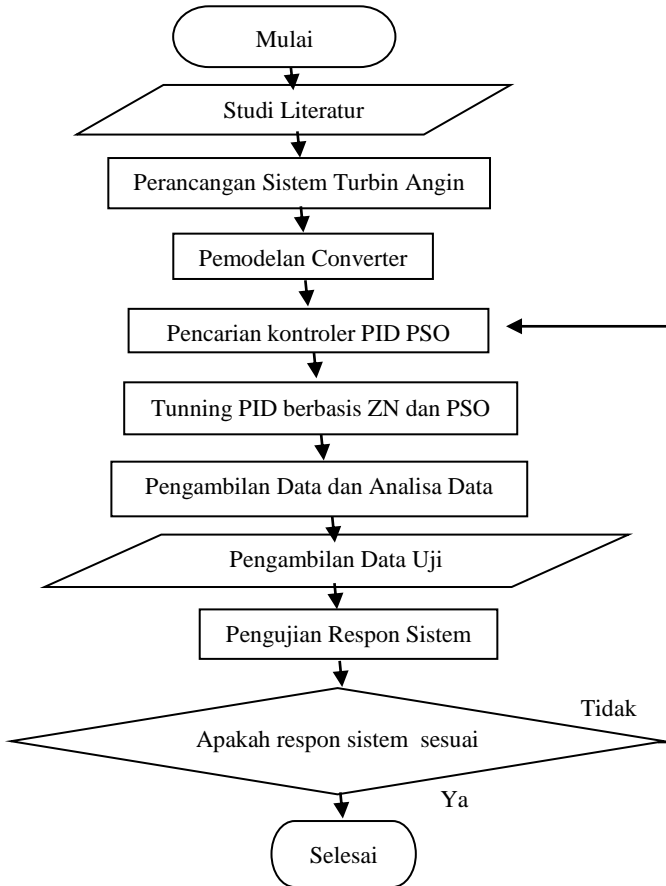 Mulai
Studi Literatur
Perancangan Sistem Turbin Angin
Pemodelan Converter
Pencarian kontroler PID PSO
Tunning PID berbasis ZN dan PSO
Pengambilan Data dan Analisa Data
Pengambilan Data Uji
Pengujian Respon Sistem
Tidak
Apakah respon sistem sesuai
Ya
Selesai